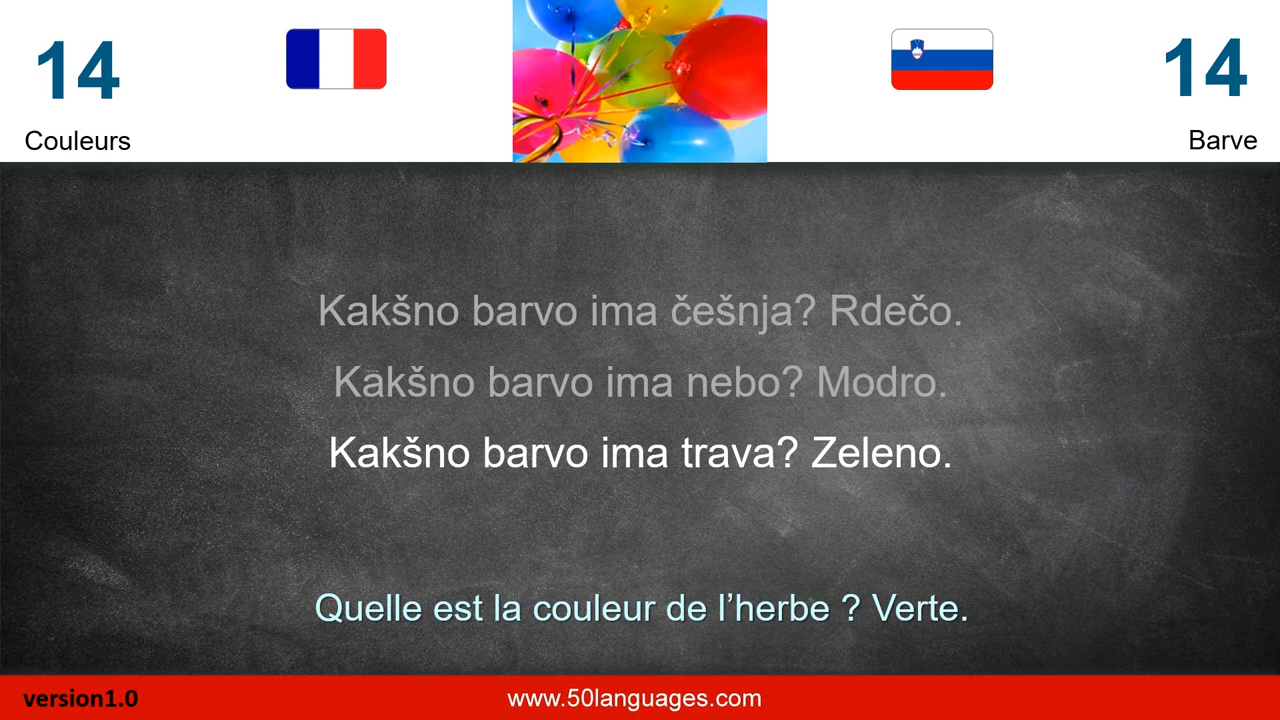 14
14
Couleurs
Barve
Kakšno barvo ima češnja? Rdečo.
Kakšno barvo ima nebo? Modro.
Kakšno barvo ima trava? Zeleno.
Quelle est la couleur de l’herbe ? Verte.
version1.0
www.50languages.com